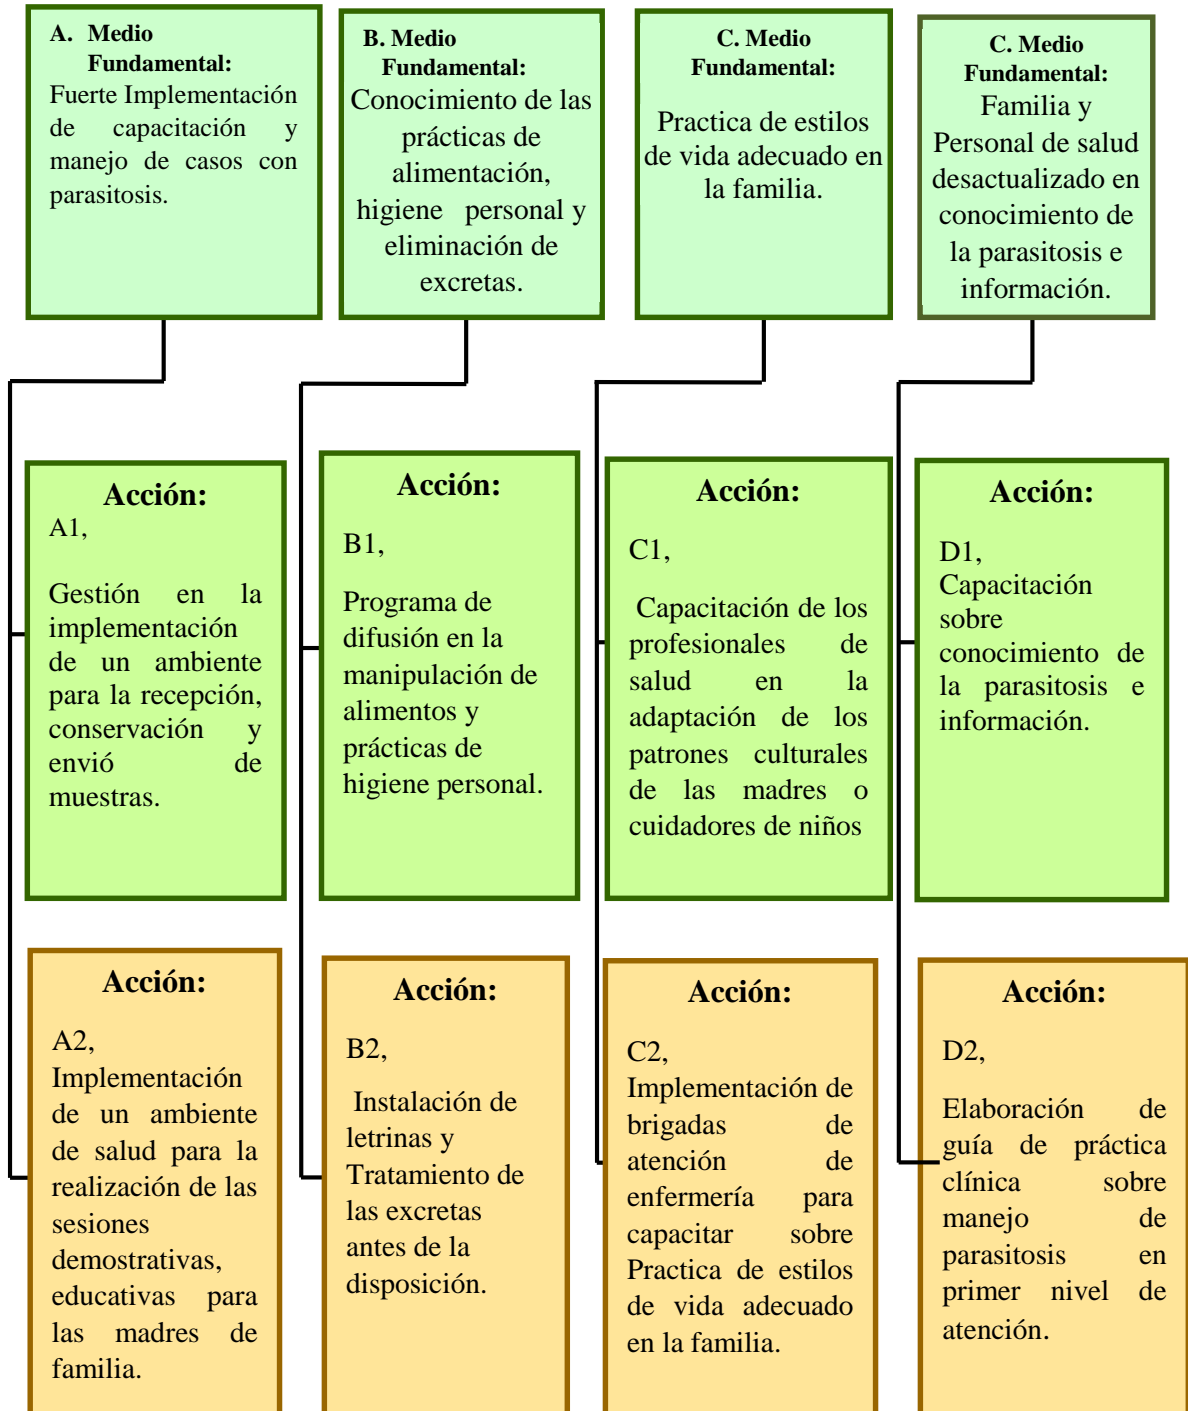 A. Medio
Fundamental:
Fuerte Implementación
de capacitación y
manejo de casos con
parasitosis.
B. Medio
Fundamental:
Conocimiento de las
prácticas de
alimentación,
higiene personal y
eliminación de
excretas.
C. Medio
Fundamental:
Practica de estilos
de vida adecuado en
la familia.
C. Medio
Fundamental:
Familia y
Personal de salud
desactualizado en
conocimiento de
la parasitosis e
información.
Acción:
A1,
Gestión en la
implementación
de un ambiente
para la recepción,
conservación y
envió de
muestras.
Acción:
B1,
Programa de
difusión en la
manipulación de
alimentos y
prácticas de
higiene personal.
Acción:
C1,
Capacitación de los
profesionales de
salud en la
adaptación de los
patrones culturales
de las madres o
cuidadores de niños
Acción:
D1,
Capacitación
sobre
conocimiento de
la parasitosis e
información.
Acción:
A2,
Implementación
de un ambiente
de salud para la
realización de las
sesiones
demostrativas,
educativas para
las madres de
familia.
Acción:
B2,
Instalación de
letrinas y
Tratamiento de
las excretas
antes de la
disposición.
Acción:
C2,
Implementación de
brigadas de
atención de
enfermería para
capacitar sobre
Practica de estilos
de vida adecuado
en la familia.
Acción:
D2,
Elaboración de
guía de práctica
clínica sobre
manejo de
parasitosis en
primer nivel de
atención.